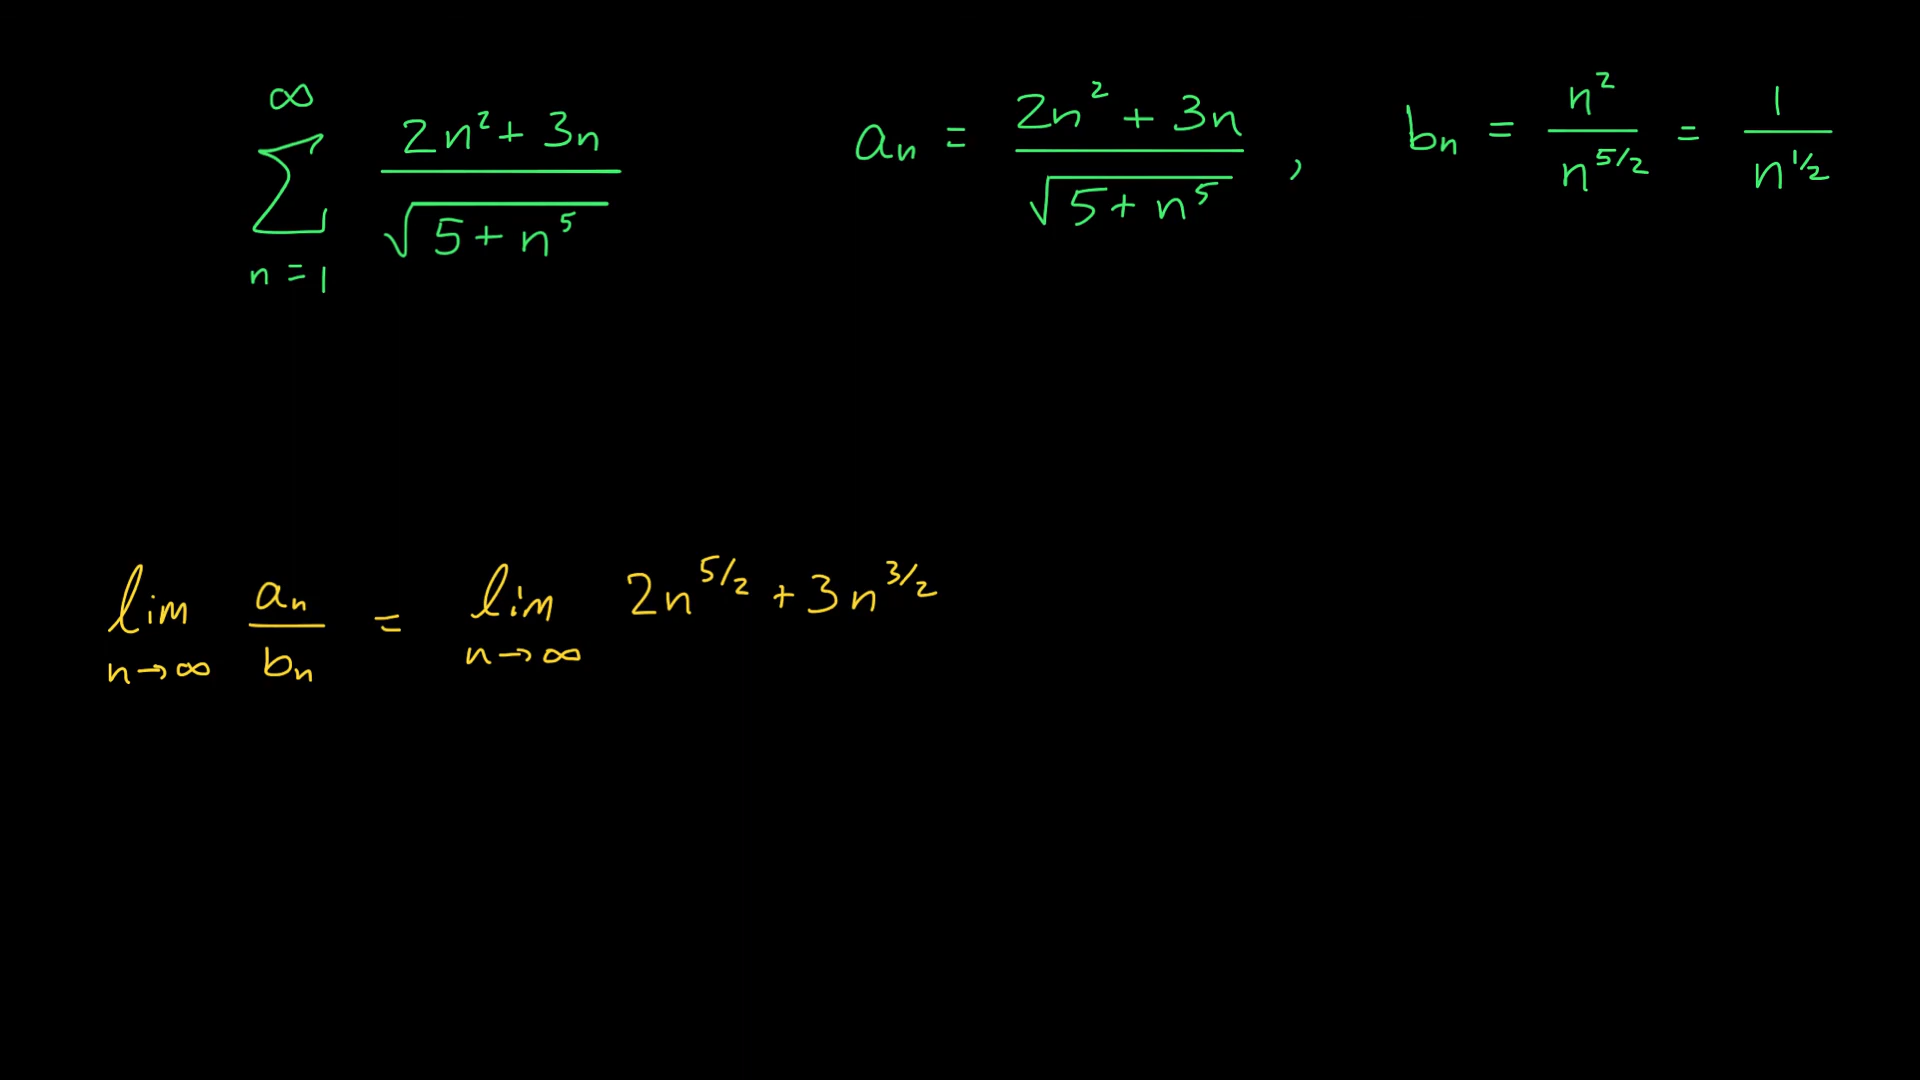 ∞
∑ (2n² + 3n)/√(5 + n⁵)
n = 1
aₙ = (2n² + 3n)/√(5 + n⁵) , bₙ = n²/n^(5/2) = 1/n^(1/2)
lim aₙ/bₙ = lim 2n^(5/2) + 3n^(3/2)
n→∞ n→∞